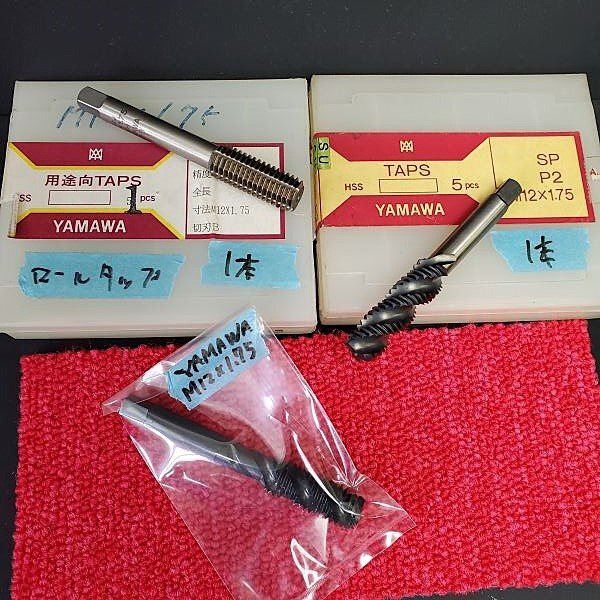 M12×1.75
用途向TAPS
SS
1
pcs
YAMAWA
精度
全長
寸法M12X1.75
切刃B
ロールタップ
1本
SU
TAPS
HSS
5 pcs
YAMAWA
SP
P2
M12×1.75
1本
YAMAWA
M12×1.75